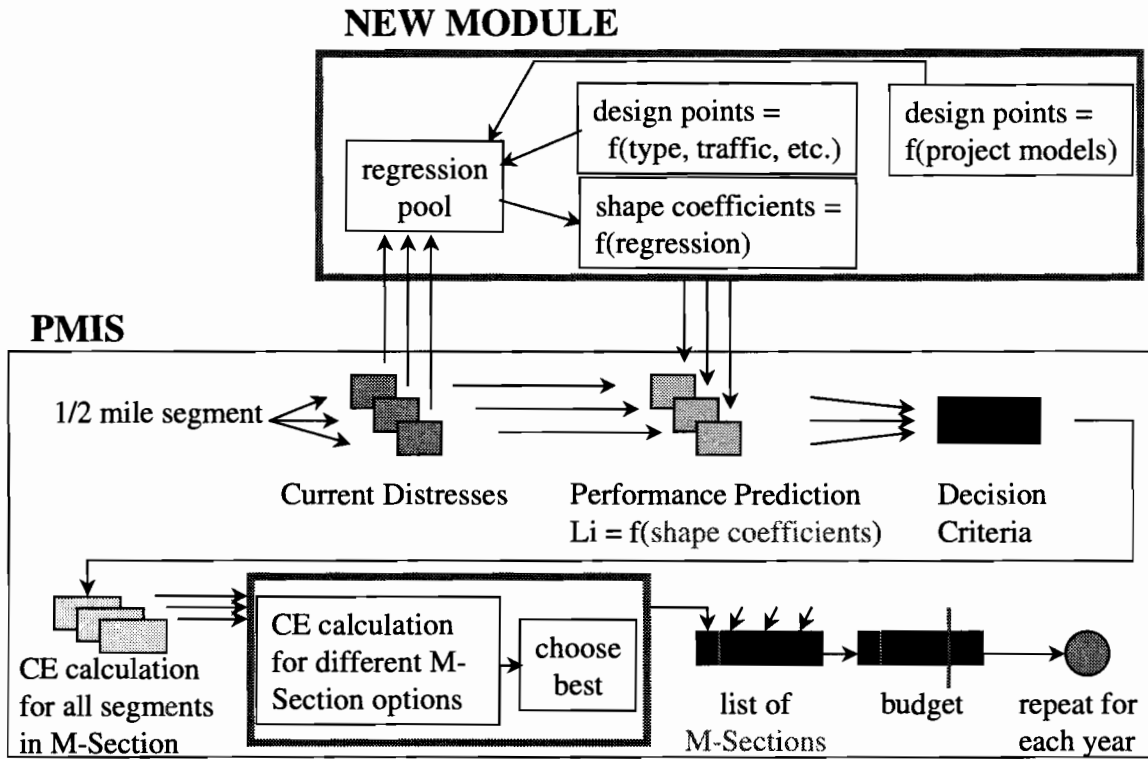 NEW MODULE
design points =
f(type, traffic, etc.)
design points =
f(project models)
regression
pool
shape coefficients =
f(regression)
PMIS
1/2 mile segment
Current Distresses
Performance Prediction
Li = f(shape coefficients)
Decision
Criteria
CE calculation
for all segments
in M-Section
CE calculation
for different M-
Section options
choose
best
list of
M-Sections
budget
repeat for
each year